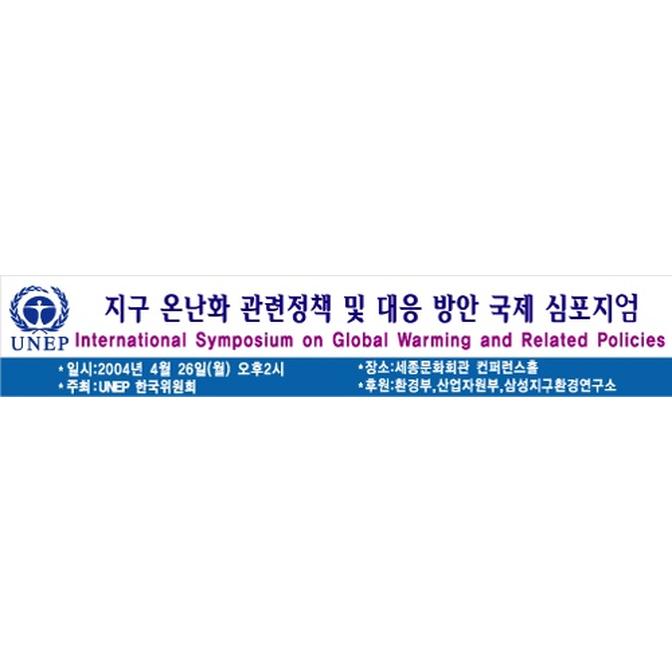 지구 온난화 관련정책 및 대응 방안 국제 심포지엄
UNEP International Symposium on Global Warming and Related Policies
*일시:2004년 4월 26일(월) 오후2시 *장소:세종문화회관 컨퍼런스홀
*주최:UNEP 한국위원회 *후원:환경부,산업자원부,삼성지구환경연구소